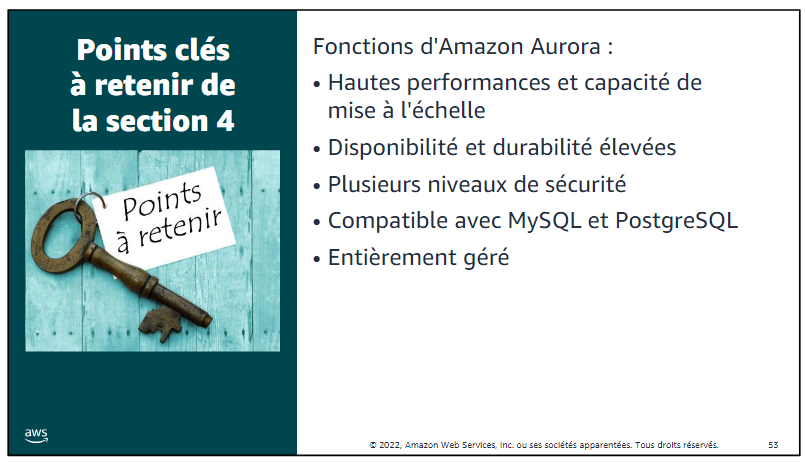 Points clés
à retenir de
la section 4
Points
à retenir
aws
Fonctions d'Amazon Aurora :
• Hautes performances et capacité de
mise à l'échelle
• Disponibilité et durabilité élevées
• Plusieurs niveaux de sécurité
• Compatible avec MySQL et PostgreSQL
• Entièrement géré
© 2022, Amazon Web Services, Inc. ou ses sociétés apparentées. Tous droits réservés.
53